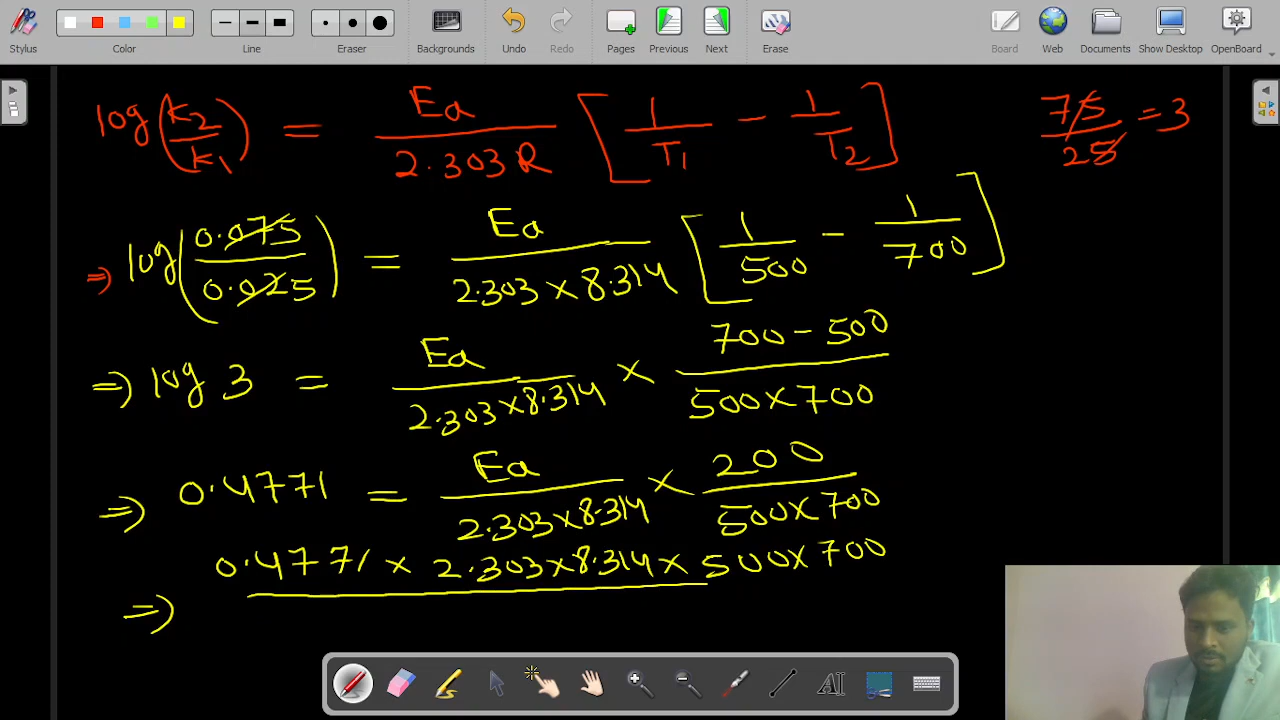 Stylus Color Line Eraser Backgrounds Undo Redo Pages Previous Next Erase Board Web Documents Show Desktop OpenBoard
log(K2/K1) = Ea/2.303R [1/T1 - 1/T2] 75/25 = 3
=> log(0.075/0.025) = Ea/2.303×8.314 [1/500 - 1/700]
=> log 3 = Ea/2.303×8.314 × 700-500/500×700
=> 0.4771 = Ea/2.303×8.314 × 200/500×700
=> 0.4771 × 2.303×8.314× 500×700